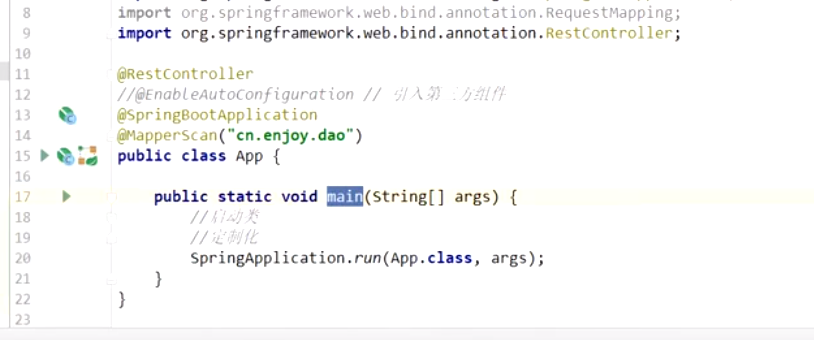 8 import org.springframework.web.bind.annotation.RequestMapping;
9 import org.springframework.web.bind.annotation.RestController;
10
11 @RestController
12 //@EnableAutoConfiguration // 引入第三方组件
13 @SpringBootApplication
14 @MapperScan("cn.enjoy.dao")
15 public class App {
16
17 public static void main(String[] args) {
18 //启动类
19 //定制化
20 SpringApplication.run(App.class, args);
21 }
22 }
23